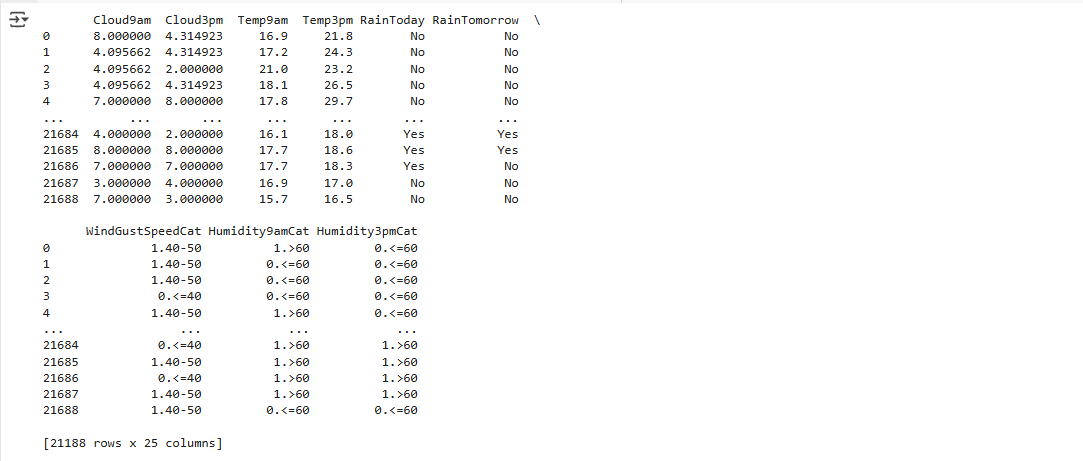 Cloud9am Cloud3pm Temp9am Temp3pm RainToday RainTomorrow \
0 8.000000 4.314923 16.9 21.8 No No
1 4.095662 4.314923 17.2 24.3 No No
2 4.095662 2.000000 21.0 23.2 No No
3 4.095662 4.314923 18.1 26.5 No No
4 7.000000 8.000000 17.8 29.7 No No
... ... ... ... ... ... ...
21684 4.000000 2.000000 16.1 18.0 Yes Yes
21685 8.000000 8.000000 17.7 18.6 Yes Yes
21686 7.000000 7.000000 17.7 18.3 Yes No
21687 3.000000 4.000000 16.9 17.0 No No
21688 7.000000 3.000000 15.7 16.5 No No
WindGustSpeedCat Humidity9amCat Humidity3pmCat
0 1.40-50 1.>60 0.<=60
1 1.40-50 0.<=60 0.<=60
2 1.40-50 0.<=60 0.<=60
3 0.<=40 0.<=60 0.<=60
4 1.40-50 1.>60 0.<=60
... ... ... ...
21684 0.<=40 1.>60 1.>60
21685 1.40-50 1.>60 1.>60
21686 0.<=40 1.>60 1.>60
21687 1.40-50 1.>60 1.>60
21688 1.40-50 0.<=60 0.<=60
[21188 rows x 25 columns]